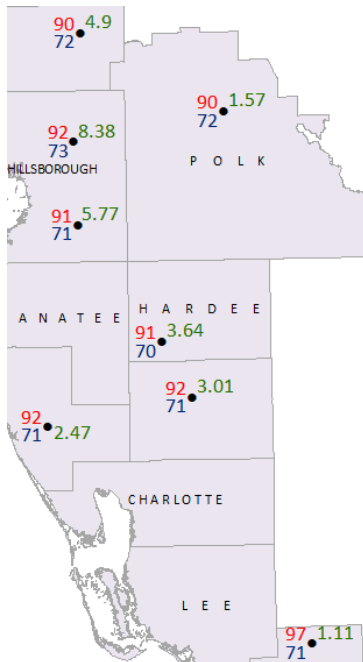 90 4.9
72
90 1.57
72
92 8.38
73
POLK
HILLSBOROUGH
91 5.77
71
ANATEE
HARDEE
91 3.64
70
92 3.01
71
92
71 2.47
CHARLOTTE
LEE
97 1.11
71